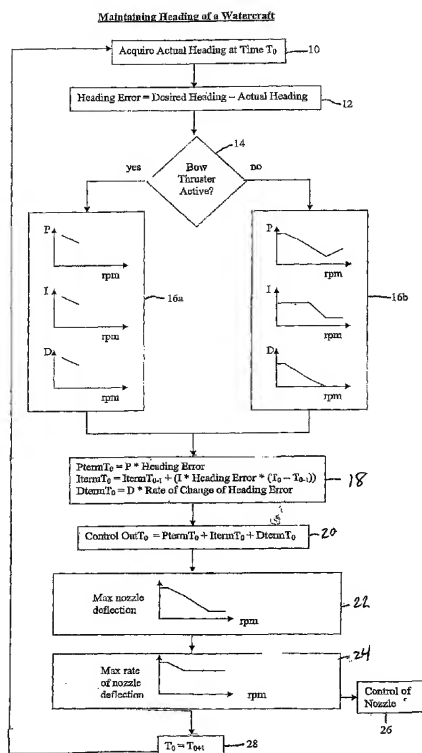 Maintaining Heading of a Watercraft
Acquire Actual Heading at Time T0
10
Heading Error = Desired Heading – Actual Heading
12
14
yes
Bow
Thruster
Active?
no
P
rpm
I
rpm
D
rpm
16a
P
rpm
I
rpm
D
rpm
16b
PtermT0 = P * Heading Error
ItermT0 = ItermT0-1 + (I * Heading Error * (T0 – T0-1))
DtermT0 = D * Rate of Change of Heading Error
18
Control OutT0 = PtermT0 + ItermT0 + DtermT0
20
Max nozzle
deflection
rpm
22
Max rate
of nozzle
deflection
rpm
24
Control of
Nozzle
26
T0 = T0+1
28